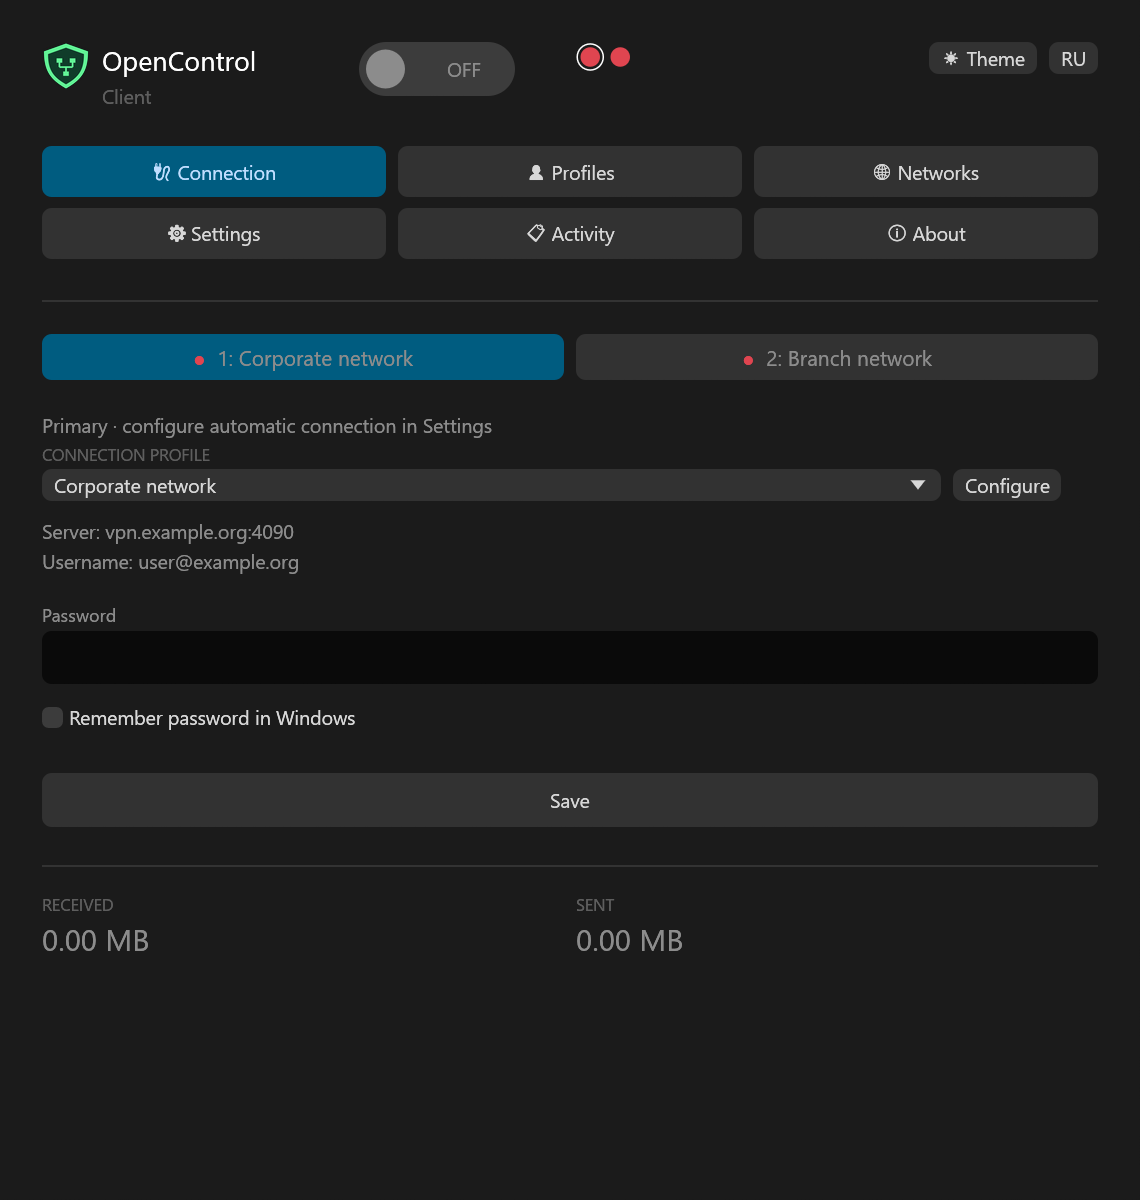 OpenControl
Client
OFF
Theme
RU
Connection
Profiles
Networks
Settings
Activity
About
1: Corporate network
2: Branch network
Primary · configure automatic connection in Settings
CONNECTION PROFILE
Corporate network
Configure
Server: vpn.example.org:4090
Username: user@example.org
Password
Remember password in Windows
Save
RECEIVED
SENT
0.00 MB
0.00 MB